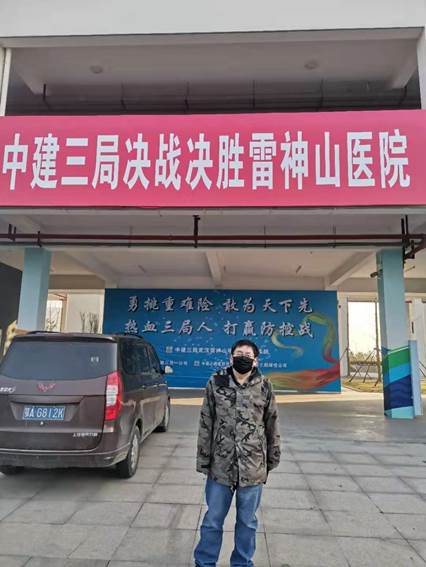 中建三局决战决胜雷神山医院
勇挑重难险 敢为天下先
热血三局人 打赢防控战
鄂A G812K